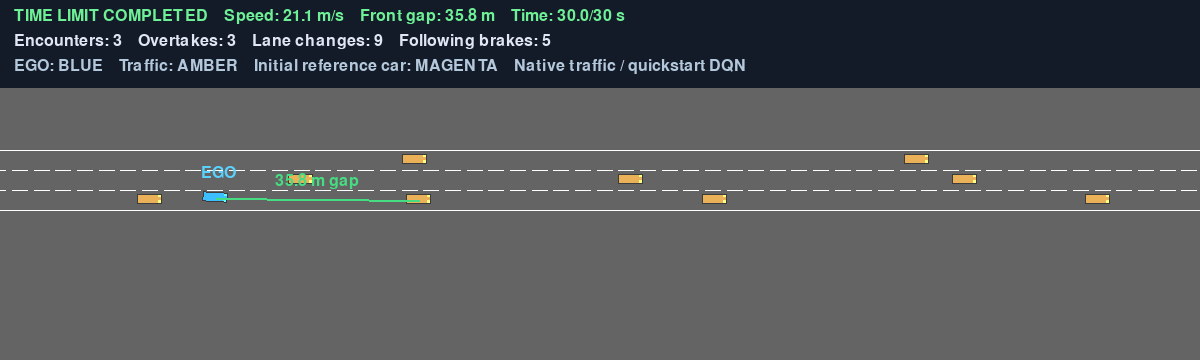 TIME LIMIT COMPLETED Speed: 21.1 m/s Front gap: 35.8 m Time: 30.0/30 s
Encounters: 3 Overtakes: 3 Lane changes: 9 Following brakes: 5
EGO: BLUE Traffic: AMBER Initial reference car: MAGENTA Native traffic / quickstart DQN
EGO
35.8 m gap